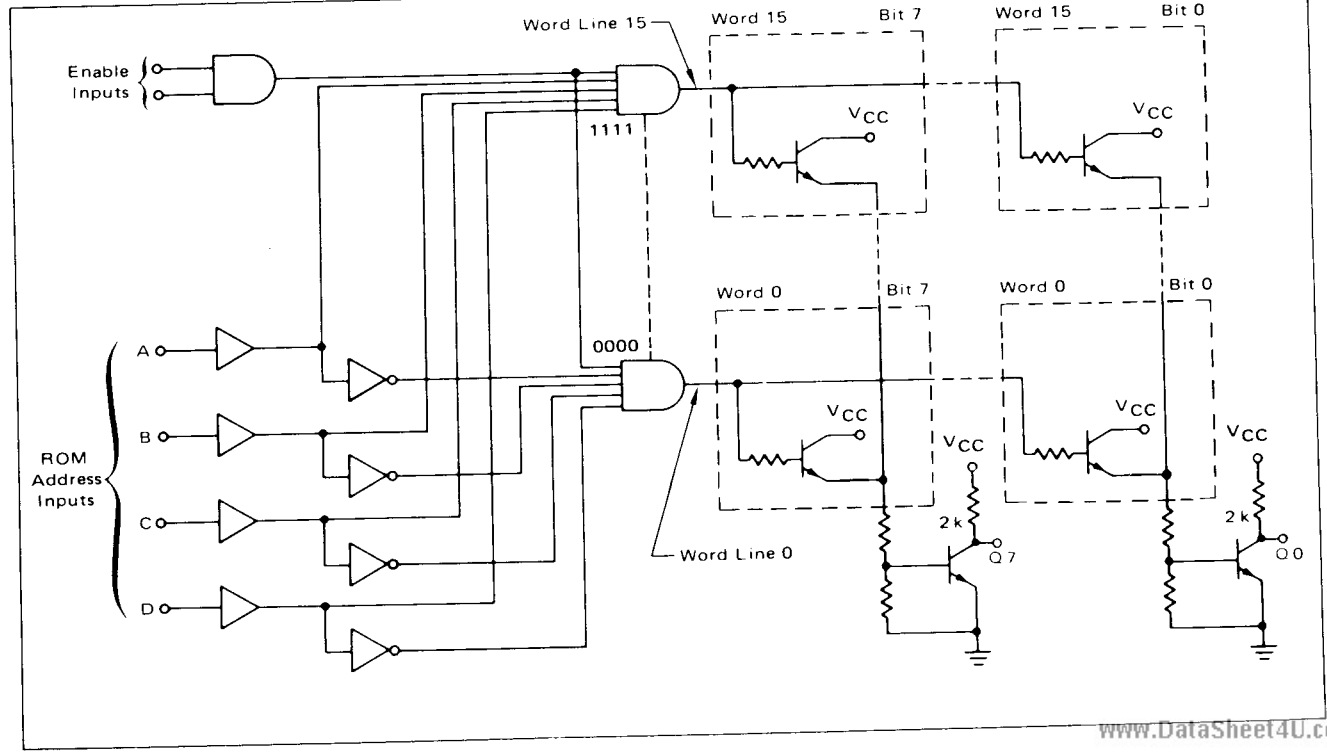 Word Line 15
Word 15 Bit 7
Word 15 Bit 0
Enable
Inputs
VCC
VCC
1111
Word 0 Bit 7
Word 0 Bit 0
0000
A
VCC
VCC
B
VCC
VCC
ROM
Address
Inputs
2 k
2 k
C
Q7
Q0
Word Line 0
D
www.DataSheet4U.c